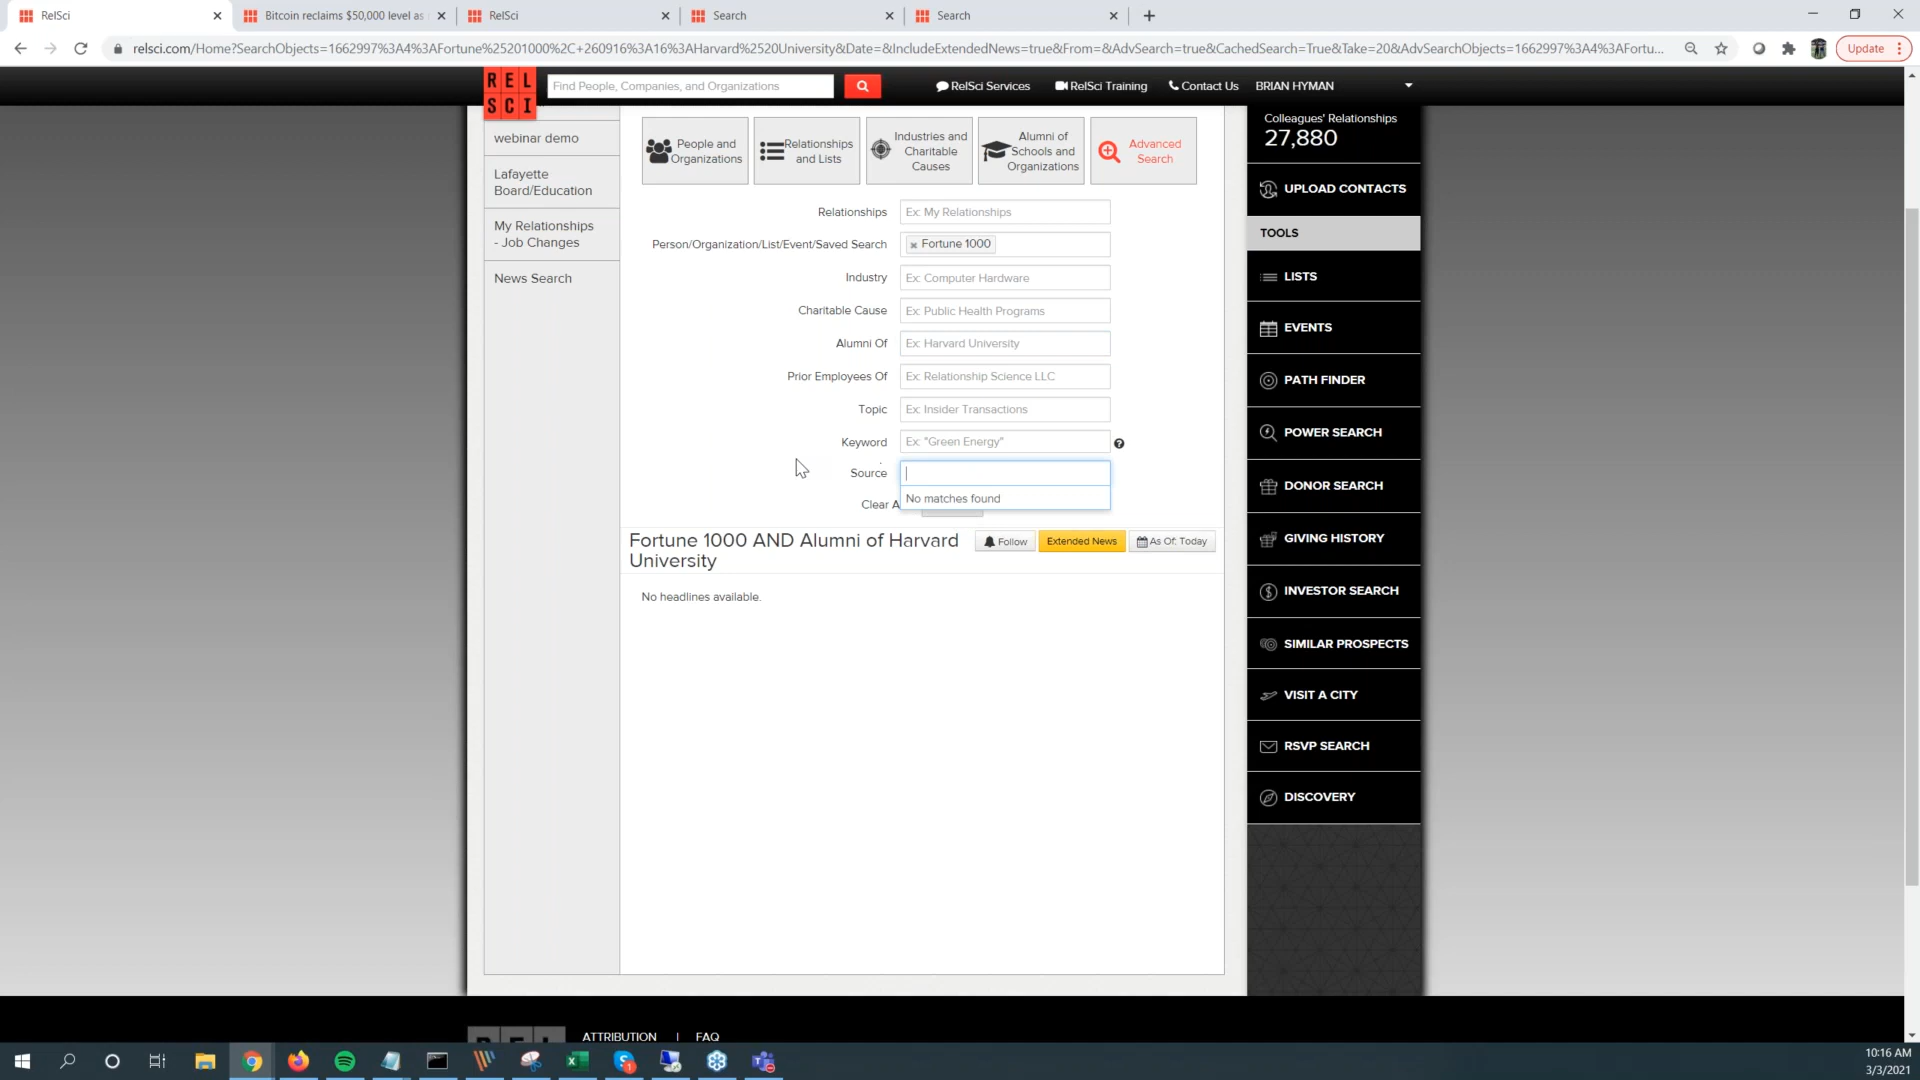 RelSci
Bitcoin reclaims $50,000 level as
RelSci
Search
Search
relsci.com/Home?SearchObjects=1662997%3A4%3AFortune%25201000%2C+260916%3A16%3AHarvard%2520University&Date=&IncludeExtendedNews=true&From=&AdvSearch=true&CachedSearch=True&Take=20&AdvSearchObjects=1662997%3A4%3AFortu...
Update
REL
SCI
Find People, Companies, and Organizations
RelSci Services
RelSci Training
Contact Us
BRIAN HYMAN
webinar demo
Lafayette
Board/Education
My Relationships
- Job Changes
News Search
People and
Organizations
Relationships
and Lists
Industries and
Charitable
Causes
Alumni of
Schools and
Organizations
Advanced
Search
Relationships
Ex: My Relationships
Person/Organization/List/Event/Saved Search
Fortune 1000
Industry
Ex: Computer Hardware
Charitable Cause
Ex: Public Health Programs
Alumni Of
Ex: Harvard University
Prior Employees Of
Ex: Relationship Science LLC
Topic
Ex: Insider Transactions
Keyword
Ex: "Green Energy"
Source
No matches found
Clear A
Fortune 1000 AND Alumni of Harvard
University
Follow
Extended News
As Of: Today
No headlines available.
Colleagues' Relationships
27,880
UPLOAD CONTACTS
TOOLS
LISTS
EVENTS
PATH FINDER
POWER SEARCH
DONOR SEARCH
GIVING HISTORY
INVESTOR SEARCH
SIMILAR PROSPECTS
VISIT A CITY
RSVP SEARCH
DISCOVERY
REL
ATTRIBUTION | FAQ
10:16 AM
3/3/2021